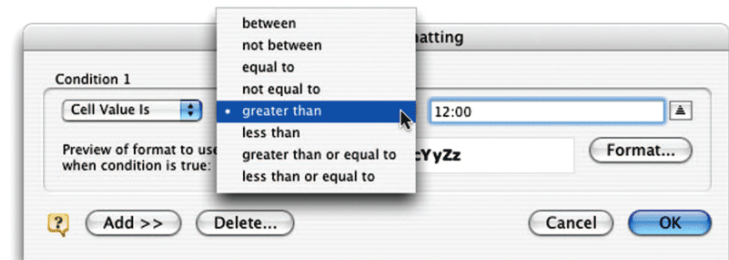 between
not between
equal to
not equal to
greater than
less than
greater than or equal to
less than or equal to
atting
Condition 1
Cell Value Is
12:00
Preview of format to use
when condition is true:
cYyZz
Format...
?
Add >>
Delete...
Cancel
OK